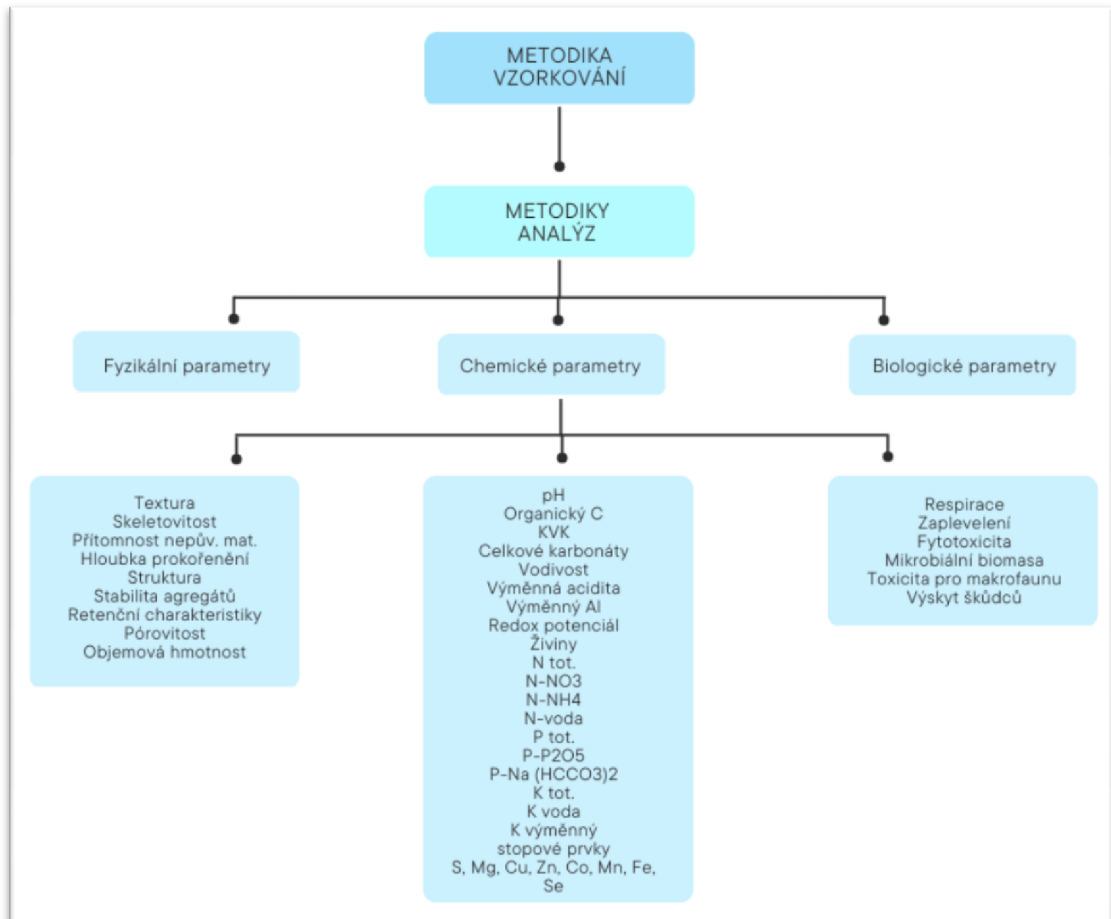 METODIKA
VZORKOVÁNÍ
METODIKY
ANALÝZ
Fyzikální parametry
Chemické parametry
Biologické parametry
Textura
Skeletovitost
Přítomnost nepův. mat.
Hloubka prokořenění
Struktura
Stabilita agregátů
Retenční charakteristiky
Pórovitost
Objemová hmotnost
pH
Organický C
KVK
Celkové karbonáty
Vodivost
Výměnná acidita
Výměnný Al
Redox potenciál
Živiny
N tot.
N-NO3
N-NH4
N-voda
P tot.
P-P2O5
P-Na (HCCO3)2
K tot.
K voda
K výměnný
stopové prvky
S, Mg, Cu, Zn, Co, Mn, Fe,
Se
Respirace
Zaplevelení
Fytotoxicita
Mikrobiální biomasa
Toxicita pro makrofaunu
Výskyt škůdců